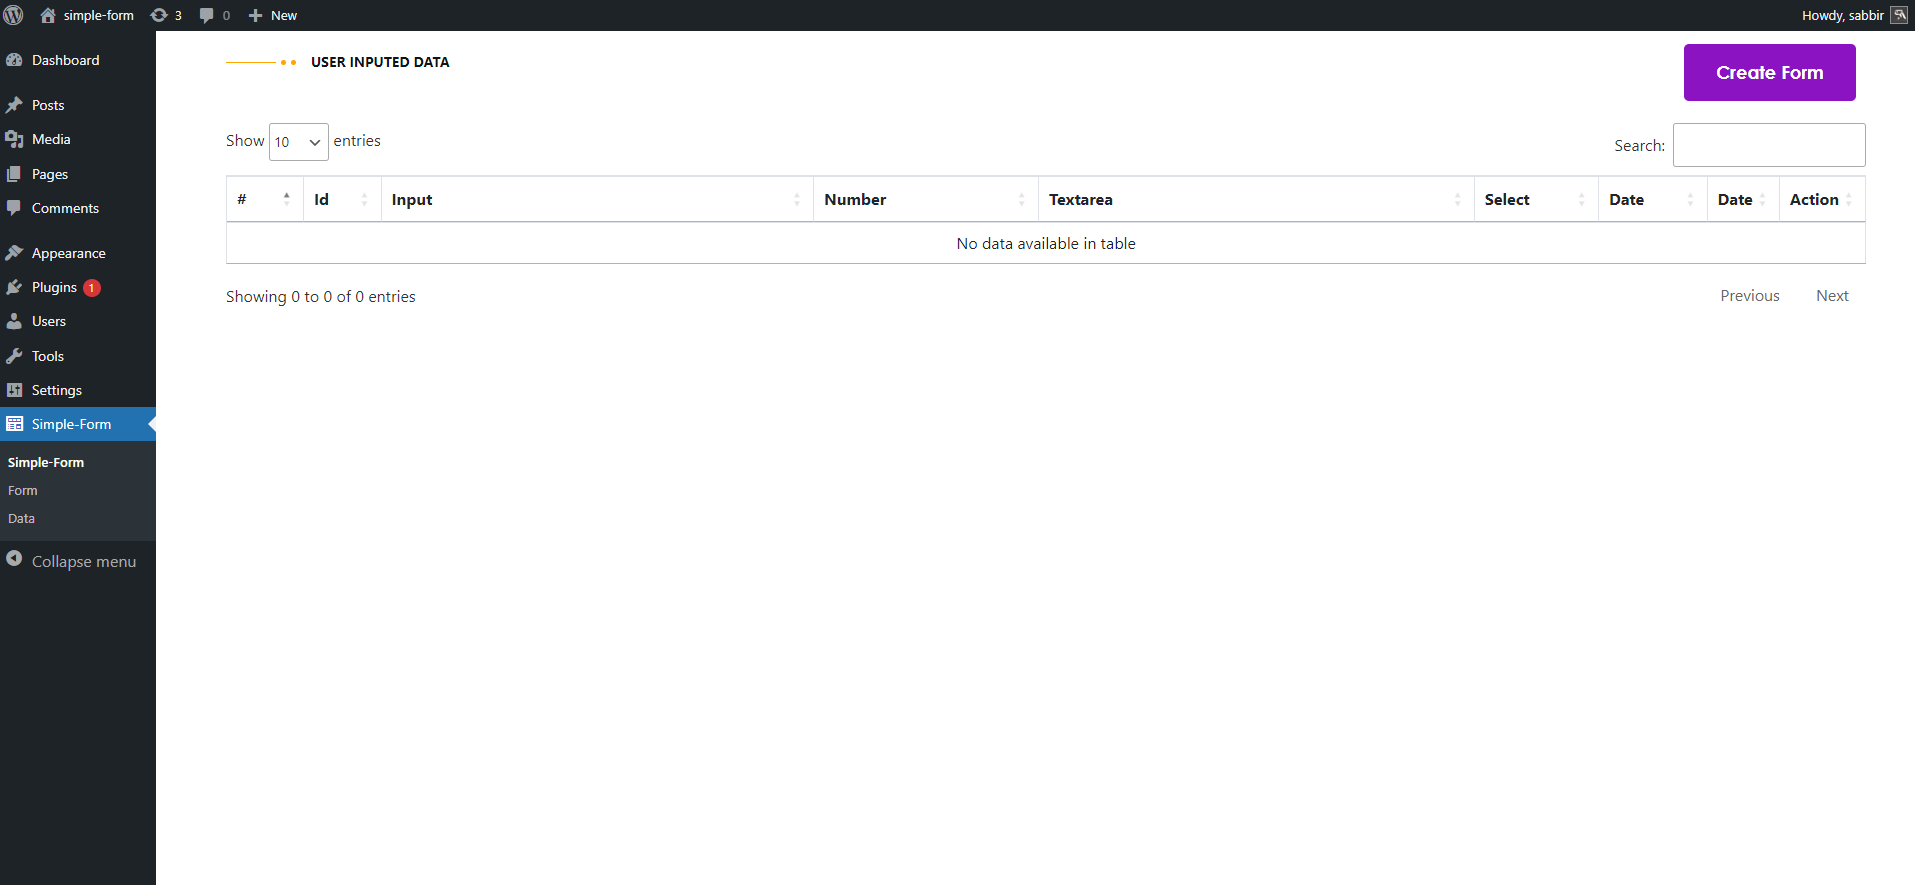 simple-form 3 0 New Howdy, sabbir
Dashboard
Posts
Media
Pages
Comments
Appearance
Plugins 1
Users
Tools
Settings
Simple-Form
Simple-Form
Form
Data
Collapse menu
USER INPUTED DATA
Create Form
Show 10 entries
Search:
# Id Input Number Textarea Select Date Date Action
No data available in table
Showing 0 to 0 of 0 entries
Previous Next